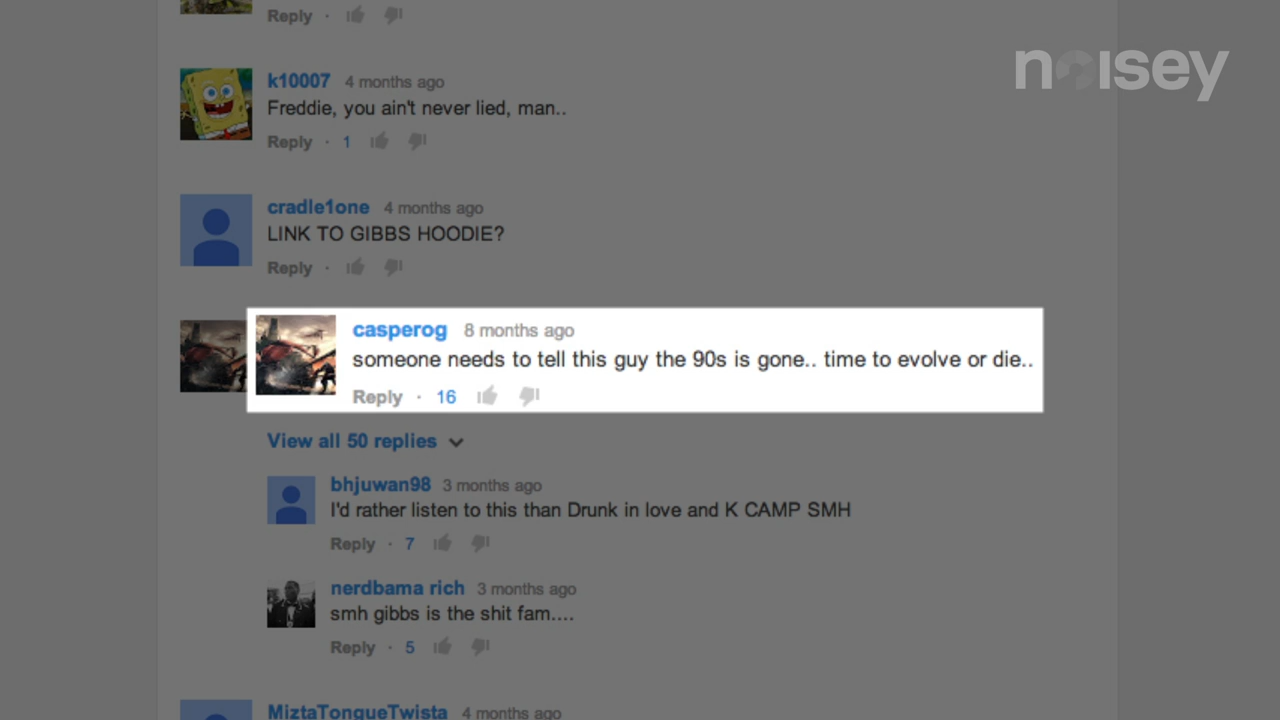 Reply ·
noisey
k10007 4 months ago
Freddie, you ain't never lied, man..
Reply · 1
cradle1one 4 months ago
LINK TO GIBBS HOODIE?
Reply ·
casperog 8 months ago
someone needs to tell this guy the 90s is gone.. time to evolve or die..
Reply · 16
View all 50 replies
bhjuwan98 3 months ago
I'd rather listen to this than Drunk in love and K CAMP SMH
Reply · 7
nerdbama rich 3 months ago
smh gibbs is the shit fam....
Reply · 5
MiztaTongueTwista 4 months ago